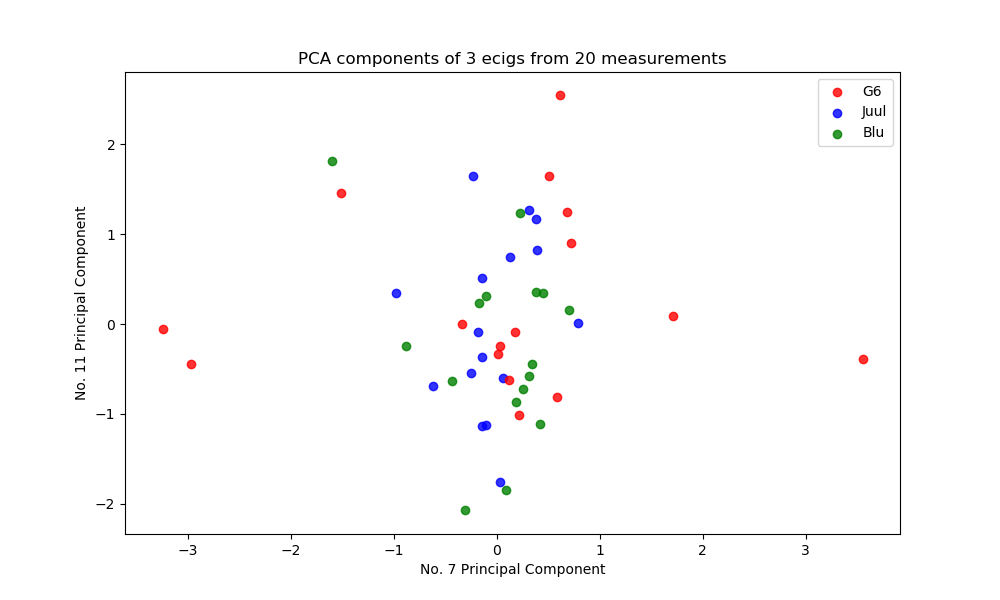 PCA components of 3 ecigs from 20 measurements
G6
Juul
Blu
2
1
0
−1
−2
No. 11 Principal Component
−3
−2
−1
0
1
2
3
No. 7 Principal Component